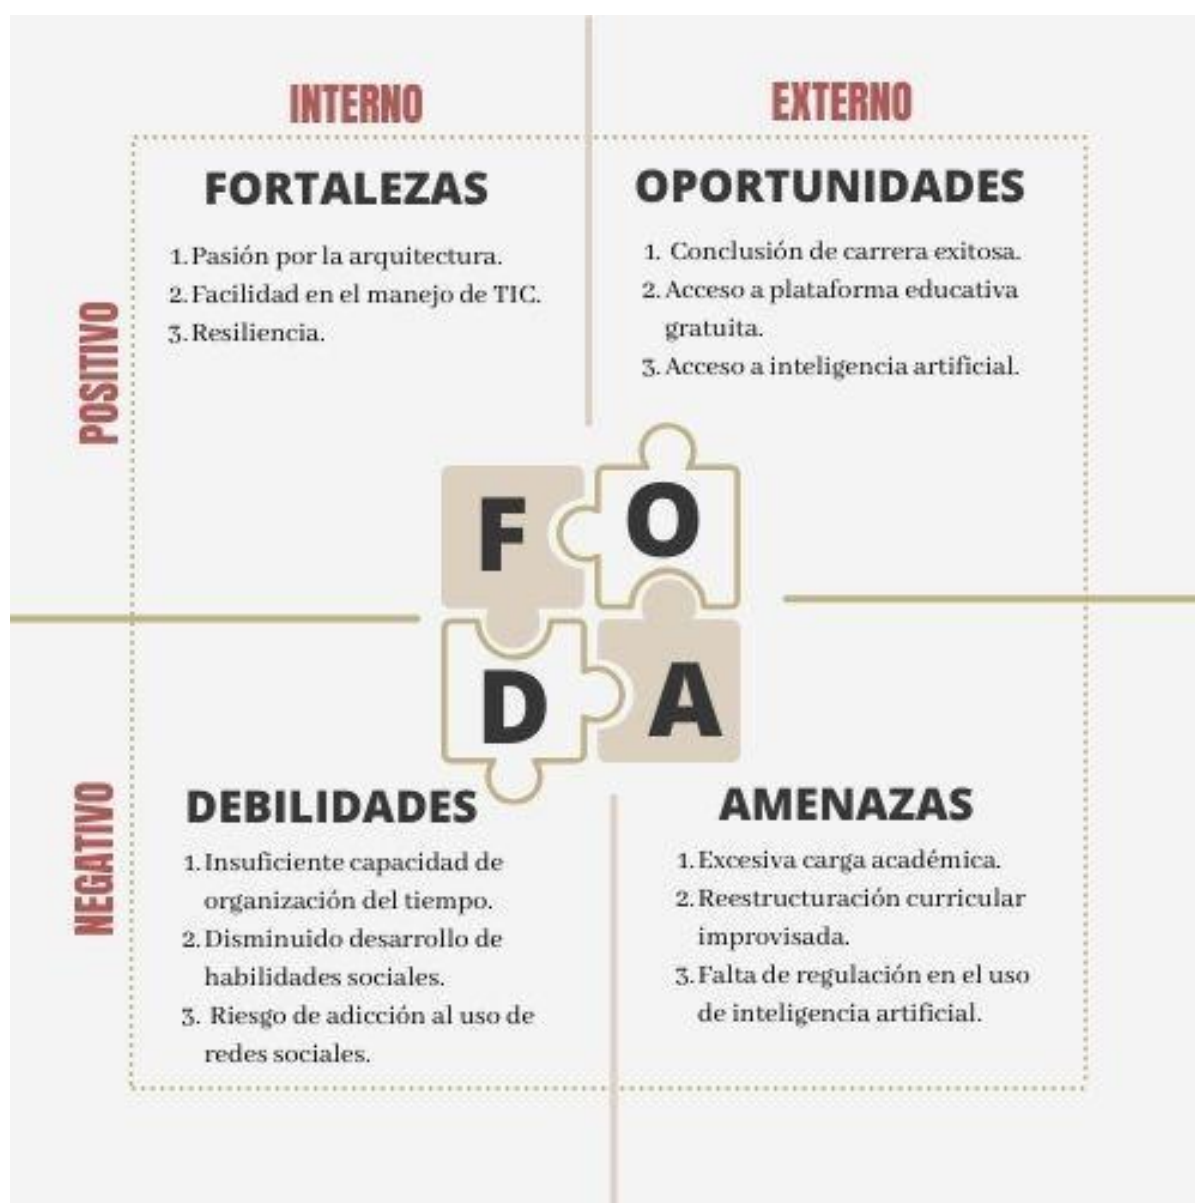 INTERNO
EXTERNO
POSITIVO
FORTALEZAS
1. Pasión por la arquitectura.
2. Facilidad en el manejo de TIC.
3. Resiliencia.
OPORTUNIDADES
1. Conclusión de carrera exitosa.
2. Acceso a plataforma educativa
gratuita.
3. Acceso a inteligencia artificial.
F
O
D
A
NEGATIVO
DEBILIDADES
1. Insuficiente capacidad de
organización del tiempo.
2. Disminuido desarrollo de
habilidades sociales.
3. Riesgo de adicción al uso de
redes sociales.
AMENAZAS
1. Excesiva carga académica.
2. Reestructuración curricular
improvisada.
3. Falta de regulación en el uso
de inteligencia artificial.